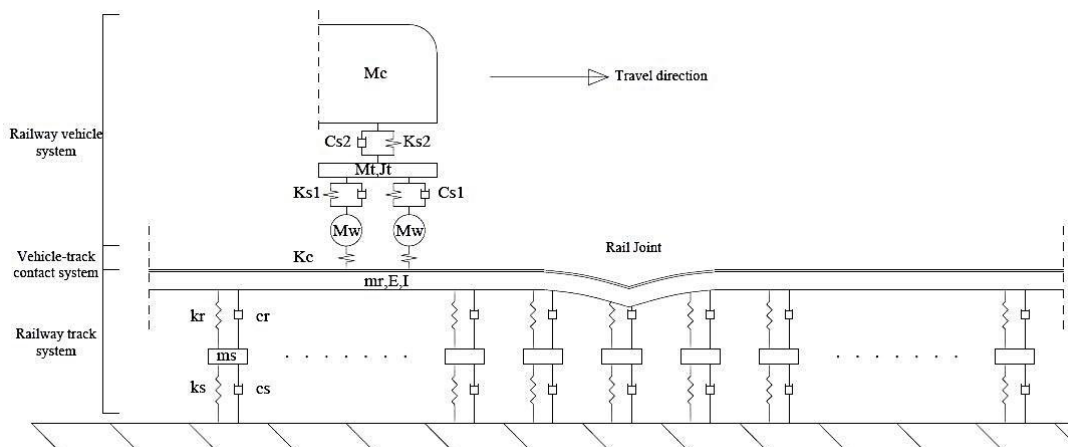 Mc
Travel direction
Railway vehicle
system
Cs2
Ks2
Mt,Jt
Ks1
Cs1
Mw
Mw
Vehicle-track
contact system
Kc
Rail Joint
mr,E,I
Railway track
system
kr
cr
ms
ks
cs